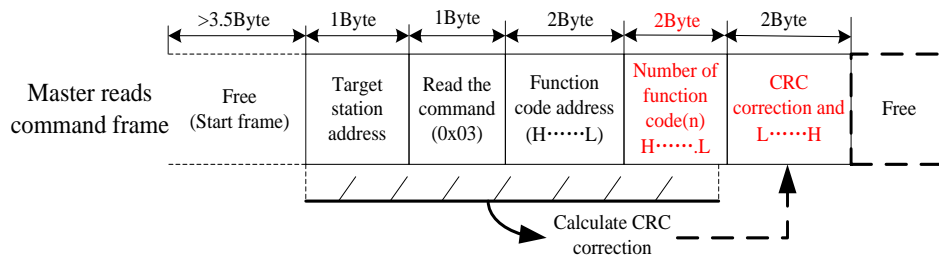 >3.5Byte 1Byte 1Byte 2Byte 2Byte 2Byte
Master reads
command frame
Free
(Start frame)
Target
station
address
Read the
command
(0x03)
Function
code address
(H······L)
Number of
function
code(n)
H·······.L
CRC
correction and
L······H
Free
Calculate CRC
correction